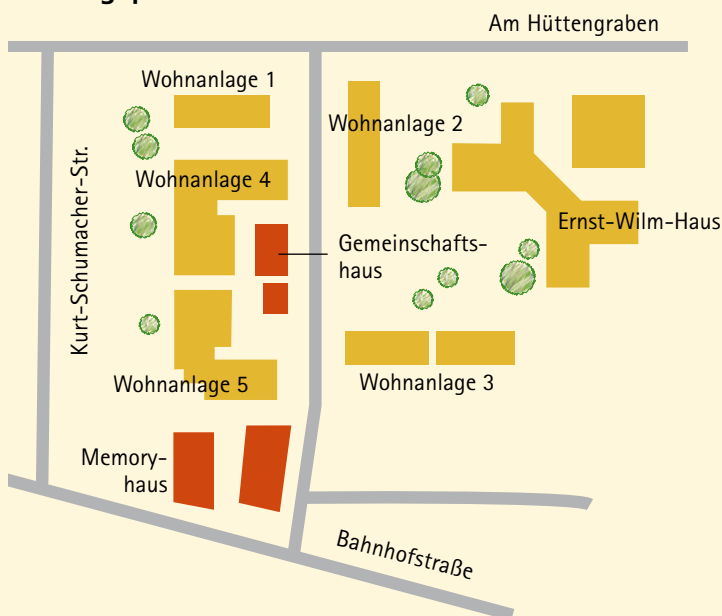 Am Hüttengraben
Wohnanlage 1
Wohnanlage 2
Kurt-Schumacher-Str.
Wohnanlage 4
Ernst-Wilm-Haus
Gemeinschafts-
haus
Wohnanlage 5
Wohnanlage 3
Memory-
haus
Bahnhofstraße